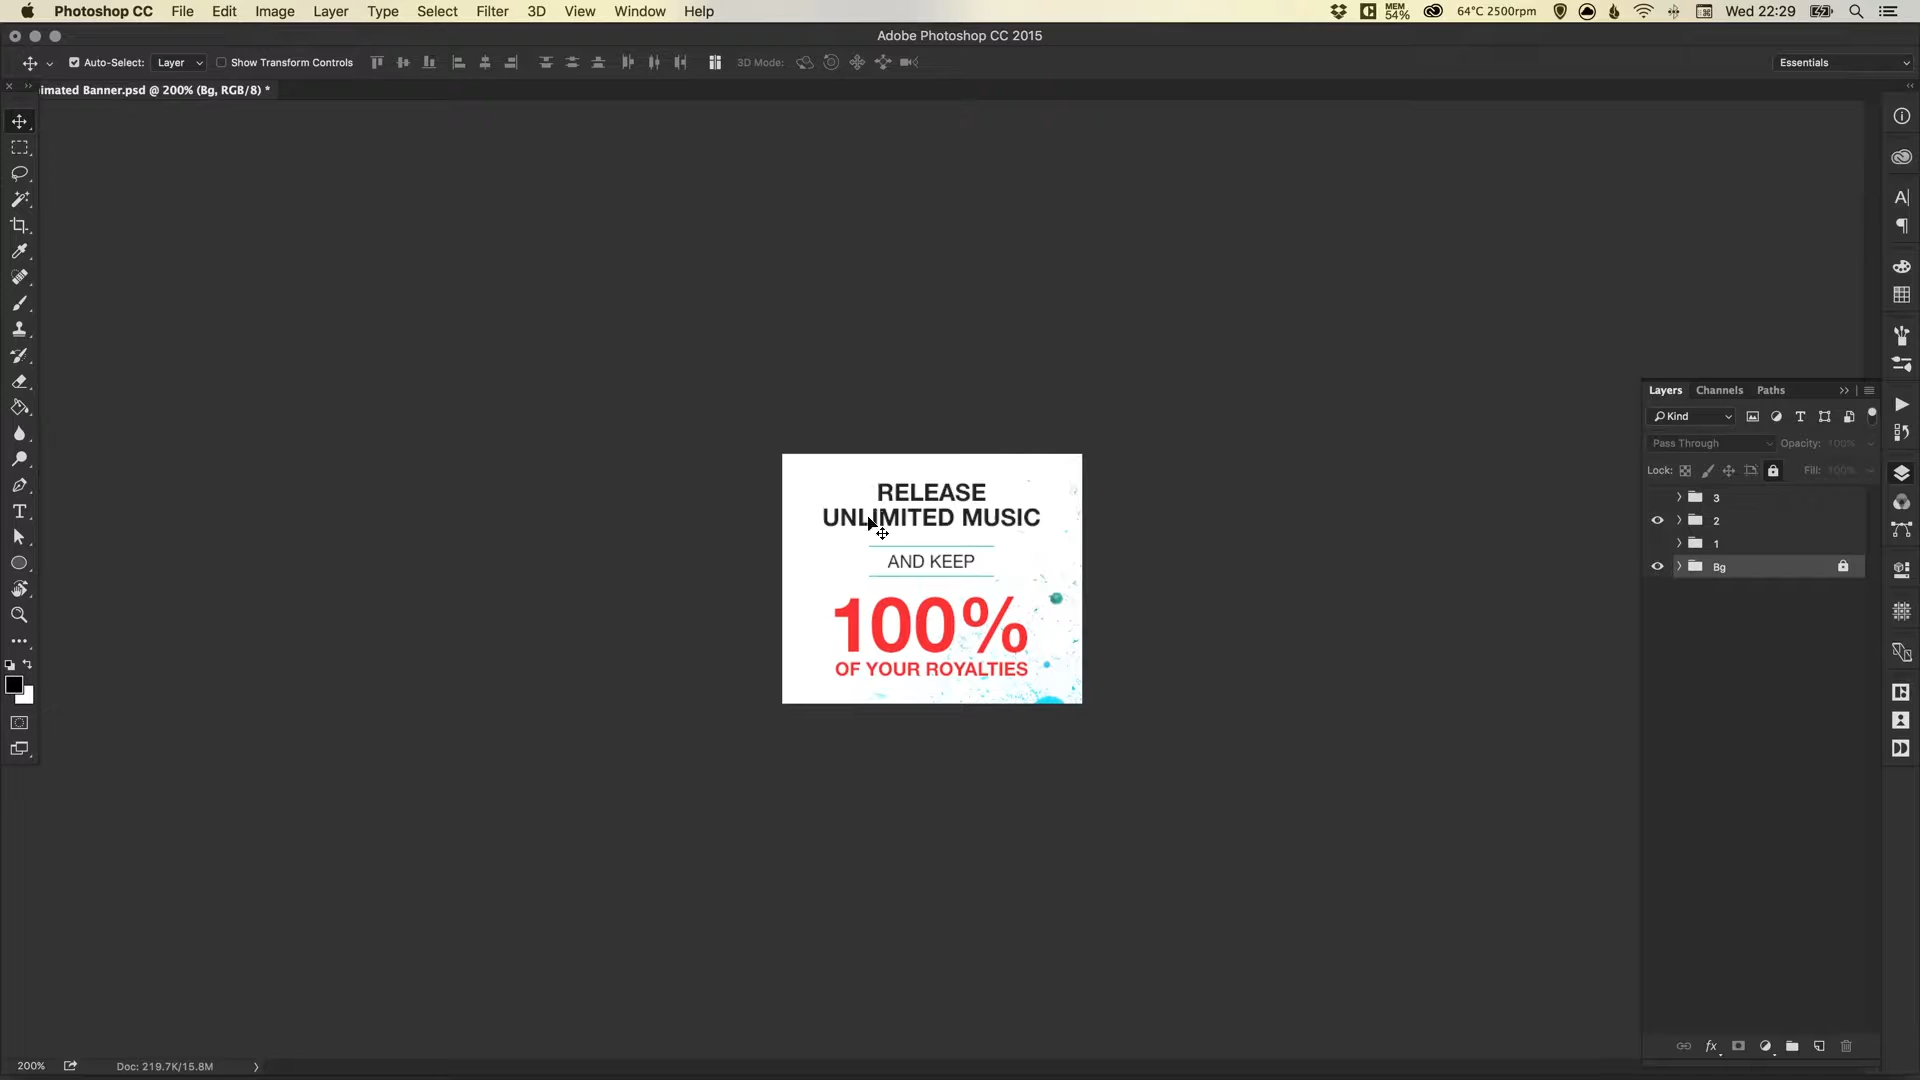 Photoshop CC File Edit Image Layer Type Select Filter 3D View Window Help MEM 54% 64°C 2500rpm Wed 22:29
Adobe Photoshop CC 2015
Auto-Select: Layer Show Transform Controls 3D Mode: Essentials
imated Banner.psd @ 200% (Bg, RGB/8) *
Layers Channels Paths
Kind
Pass Through Opacity: 100%
Lock: Fill: 100%
3
2
1
Bg
RELEASE
UNLIMITED MUSIC
AND KEEP
100%
OF YOUR ROYALTIES
200% Doc: 219.7K/15.8M